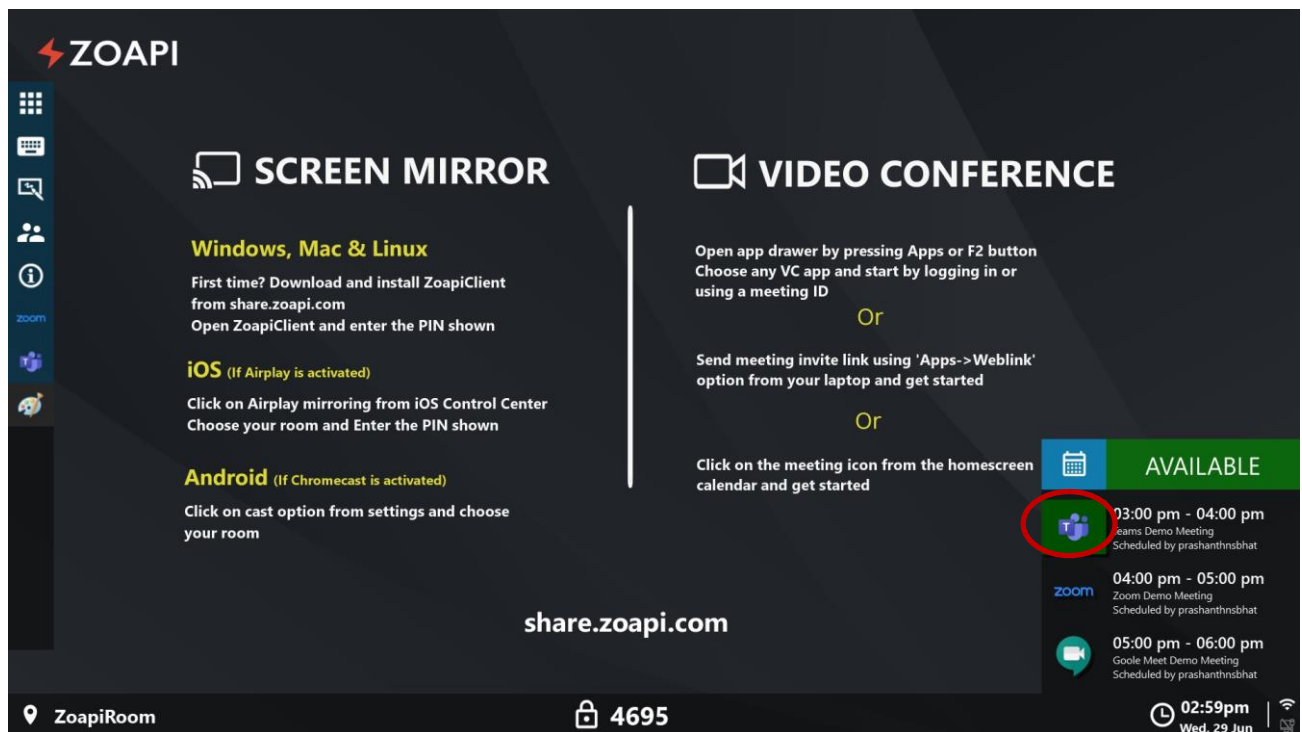 ZOAPI
SCREEN MIRROR
Windows, Mac & Linux
First time? Download and install ZoapiClient
from share.zoapi.com
Open ZoapiClient and enter the PIN shown
iOS (If Airplay is activated)
Click on Airplay mirroring from iOS Control Center
Choose your room and Enter the PIN shown
Android (If Chromecast is activated)
Click on cast option from settings and choose
your room
VIDEO CONFERENCE
Open app drawer by pressing Apps or F2 button
Choose any VC app and start by logging in or
using a meeting ID
Or
Send meeting invite link using 'Apps->Weblink'
option from your laptop and get started
Or
Click on the meeting icon from the homescreen
calendar and get started
zoom
T
AVAILABLE
T
03:00 pm - 04:00 pm
Teams Demo Meeting
Scheduled by prashanthnsbhat
zoom
04:00 pm - 05:00 pm
Zoom Demo Meeting
Scheduled by prashanthnsbhat
05:00 pm - 06:00 pm
Goole Meet Demo Meeting
Scheduled by prashanthnsbhat
share.zoapi.com
ZoapiRoom
4695
02:59pm
Wed, 29 Jun